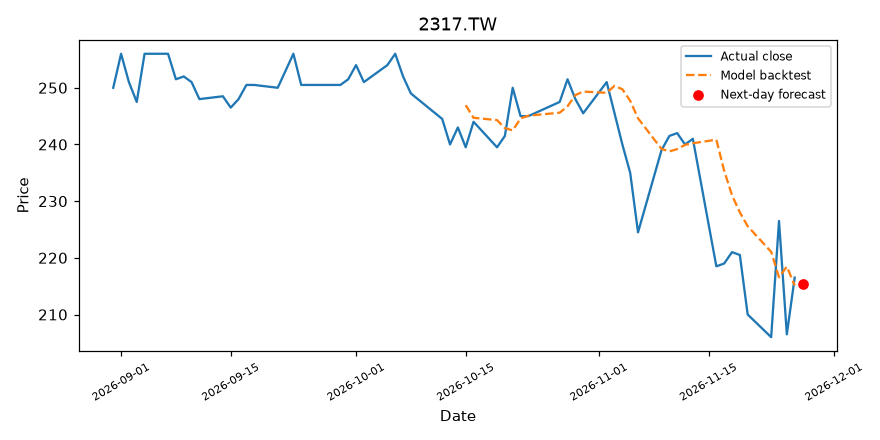 2317.TW
Actual close
Model backtest
Next-day forecast
Price
250
240
230
220
210
2026-09-01
2026-09-15
2026-10-01
2026-10-15
2026-11-01
2026-11-15
2026-12-01
Date